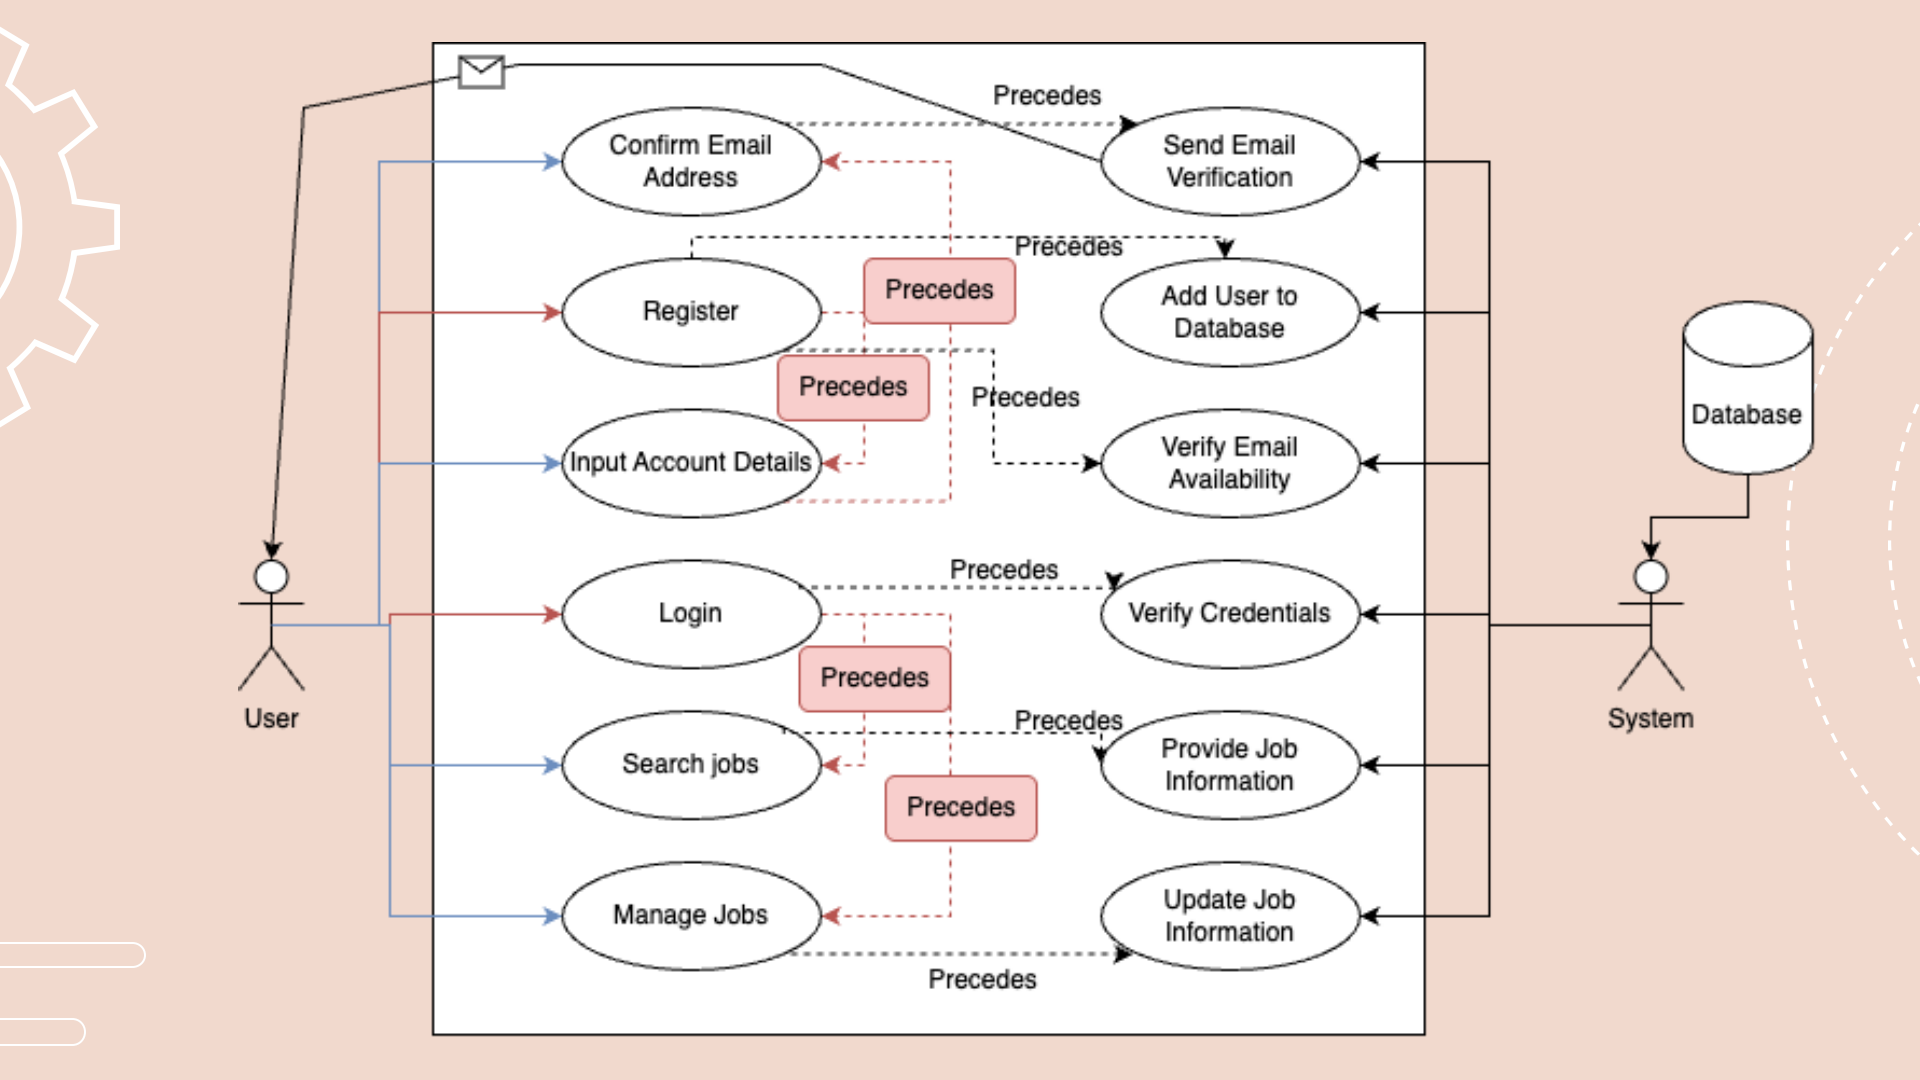 Precedes
Confirm Email
Address
Send Email
Verification
Precedes
Precedes
Register
Add User to
Database
Precedes
Precedes
Database
Input Account Details
Verify Email
Availability
Precedes
Login
Verify Credentials
Precedes
User
Precedes
System
Search jobs
Provide Job
Information
Precedes
Manage Jobs
Update Job
Information
Precedes